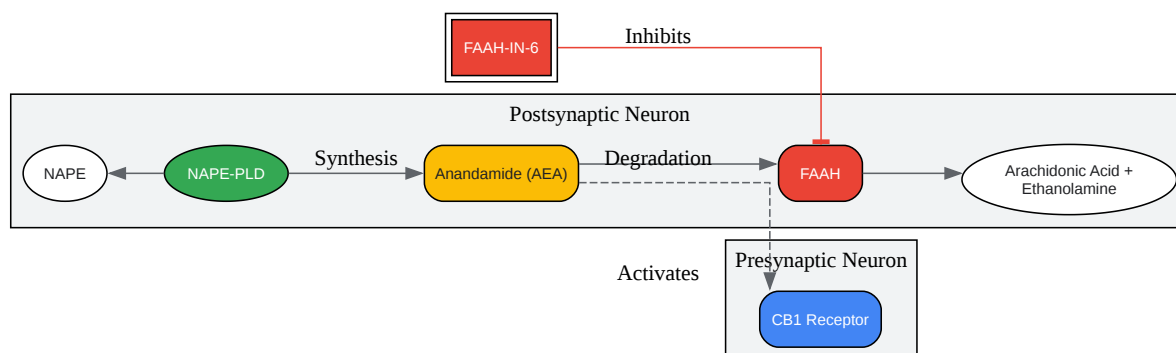 FAAH-IN-6
Inhibits
Postsynaptic Neuron
NAPE
NAPE-PLD
Synthesis
Anandamide (AEA)
Degradation
FAAH
Arachidonic Acid +
Ethanolamine
Activates
Presynaptic Neuron
CB1 Receptor